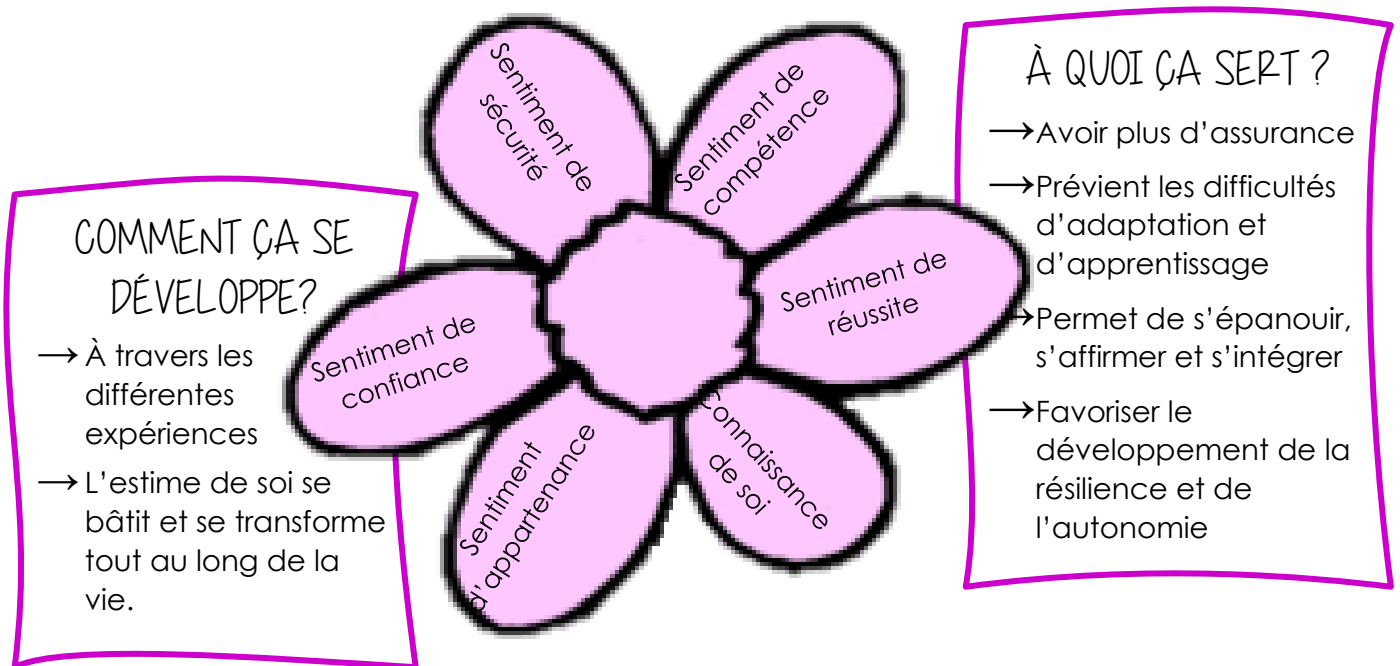 COMMENT ÇA SE
DÉVELOPPE?
→ À travers les
différentes
expériences
→ L'estime de soi se
bâtit et se transforme
tout au long de la
vie.
Sentiment de
sécurité
Sentiment de
compétence
Sentiment de
réussite
Connaissance
de soi
Sentiment
d'appartenance
Sentiment de
confiance
À QUOI ÇA SERT ?
→Avoir plus d'assurance
→Prévient les difficultés
d'adaptation et
d'apprentissage
→Permet de s'épanouir,
s'affirmer et s'intégrer
→Favoriser le
développement de la
résilience et de
l'autonomie